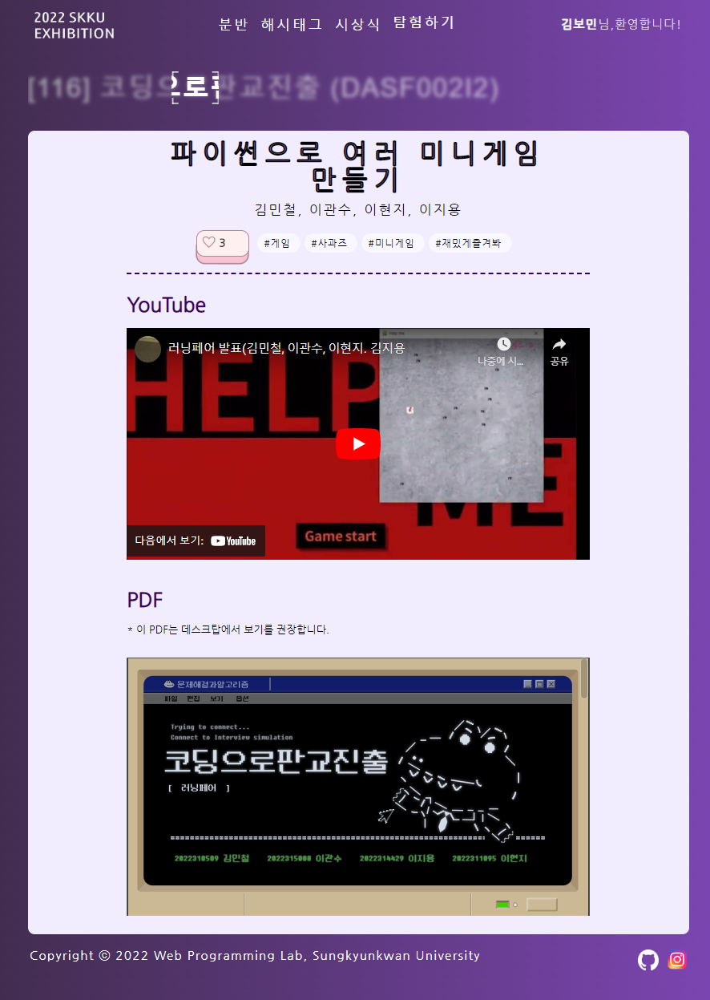 2022 SKKU
EXHIBITION
분반 해시태그 시상식 탐험하기
김보민님,환영합니다!
[116] 코딩으로판교진출 (DASF002I2)
파이썬으로 여러 미니게임
만들기
김민철, 이관수, 이현지, 이지용
3
#게임 #사과즈 #미니게임 #재밌게즐겨봐
YouTube
러닝페어 발표(김민철, 이관수, 이현지. 김지용
나중에 시...
공유
HELP
ME
Game start
다음에서 보기: YouTube
PDF
* 이 PDF는 데스크탑에서 보기를 권장합니다.
문제해결과알고리즘
파일 편집 보기 옵션
Trying to connect...
Connect to Interview simulation
코딩으로판교진출
[ 러닝페어 ]
2022310509 김민철 2022315008 이관수 2022314429 이지용 2022311095 이현지
Copyright ⓒ 2022 Web Programming Lab, Sungkyunkwan University